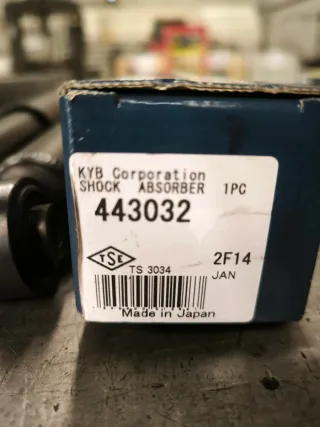 KYB Corporation
SHOCK ABSORBER 1PC
443032
TSE 2F14
TS 3034 JAN
Made in Japan